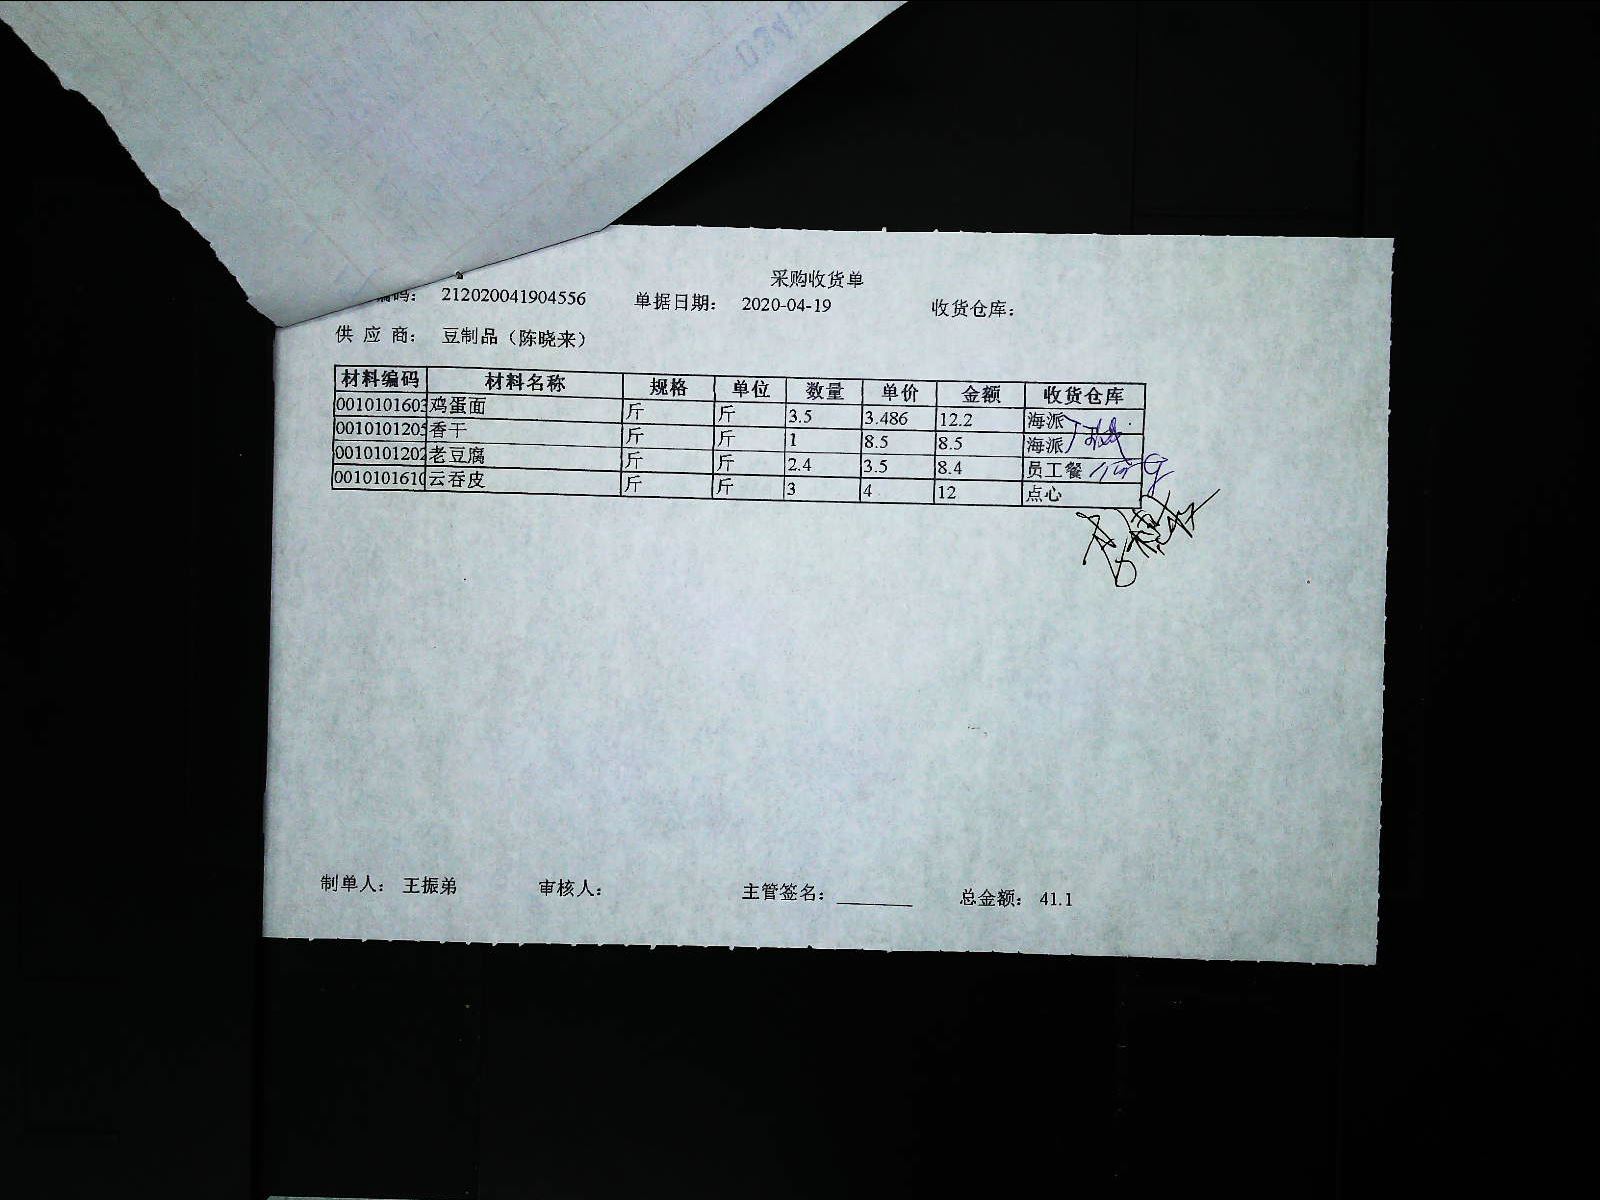 采购收货单
编码： 212020041904556 单据日期： 2020-04-19 收货仓库：
供 应 商： 豆制品（陈晓来）
材料编码 材料名称 规格 单位 数量 单价 金额 收货仓库
0010101603 鸡蛋面 斤 斤 3.5 3.486 12.2 海派
0010101205 香干 斤 斤 1 8.5 8.5 海派
0010101202 老豆腐 斤 斤 2.4 3.5 8.4 员工餐
0010101610 云吞皮 斤 斤 3 4 12 点心
制单人： 王振弟 审核人： 主管签名： 总金额： 41.1